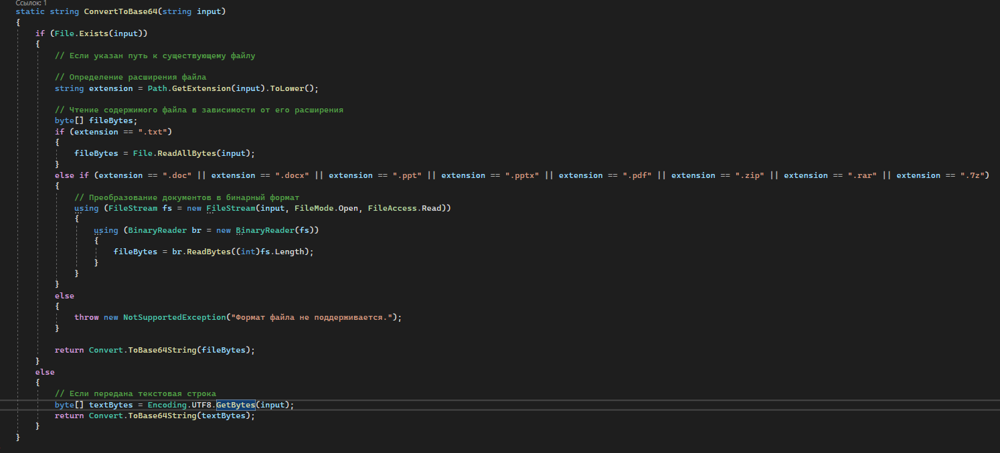 Ссылок: 1
static string ConvertToBase64(string input)
{
if (File.Exists(input))
{
// Если указан путь к существующему файлу
// Определение расширения файла
string extension = Path.GetExtension(input).ToLower();
// Чтение содержимого файла в зависимости от его расширения
byte[] fileBytes;
if (extension == ".txt")
{
fileBytes = File.ReadAllBytes(input);
}
else if (extension == ".doc" || extension == ".docx" || extension == ".ppt" || extension == ".pptx" || extension == ".pdf" || extension == ".zip" || extension == ".rar" || extension == ".7z")
{
// Преобразование документов в бинарный формат
using (FileStream fs = new FileStream(input, FileMode.Open, FileAccess.Read))
{
using (BinaryReader br = new BinaryReader(fs))
{
fileBytes = br.ReadBytes((int)fs.Length);
}
}
}
else
{
throw new NotSupportedException("Формат файла не поддерживается.");
}
return Convert.ToBase64String(fileBytes);
}
else
{
// Если передана текстовая строка
byte[] textBytes = Encoding.UTF8.GetBytes(input);
return Convert.ToBase64String(textBytes);
}
}